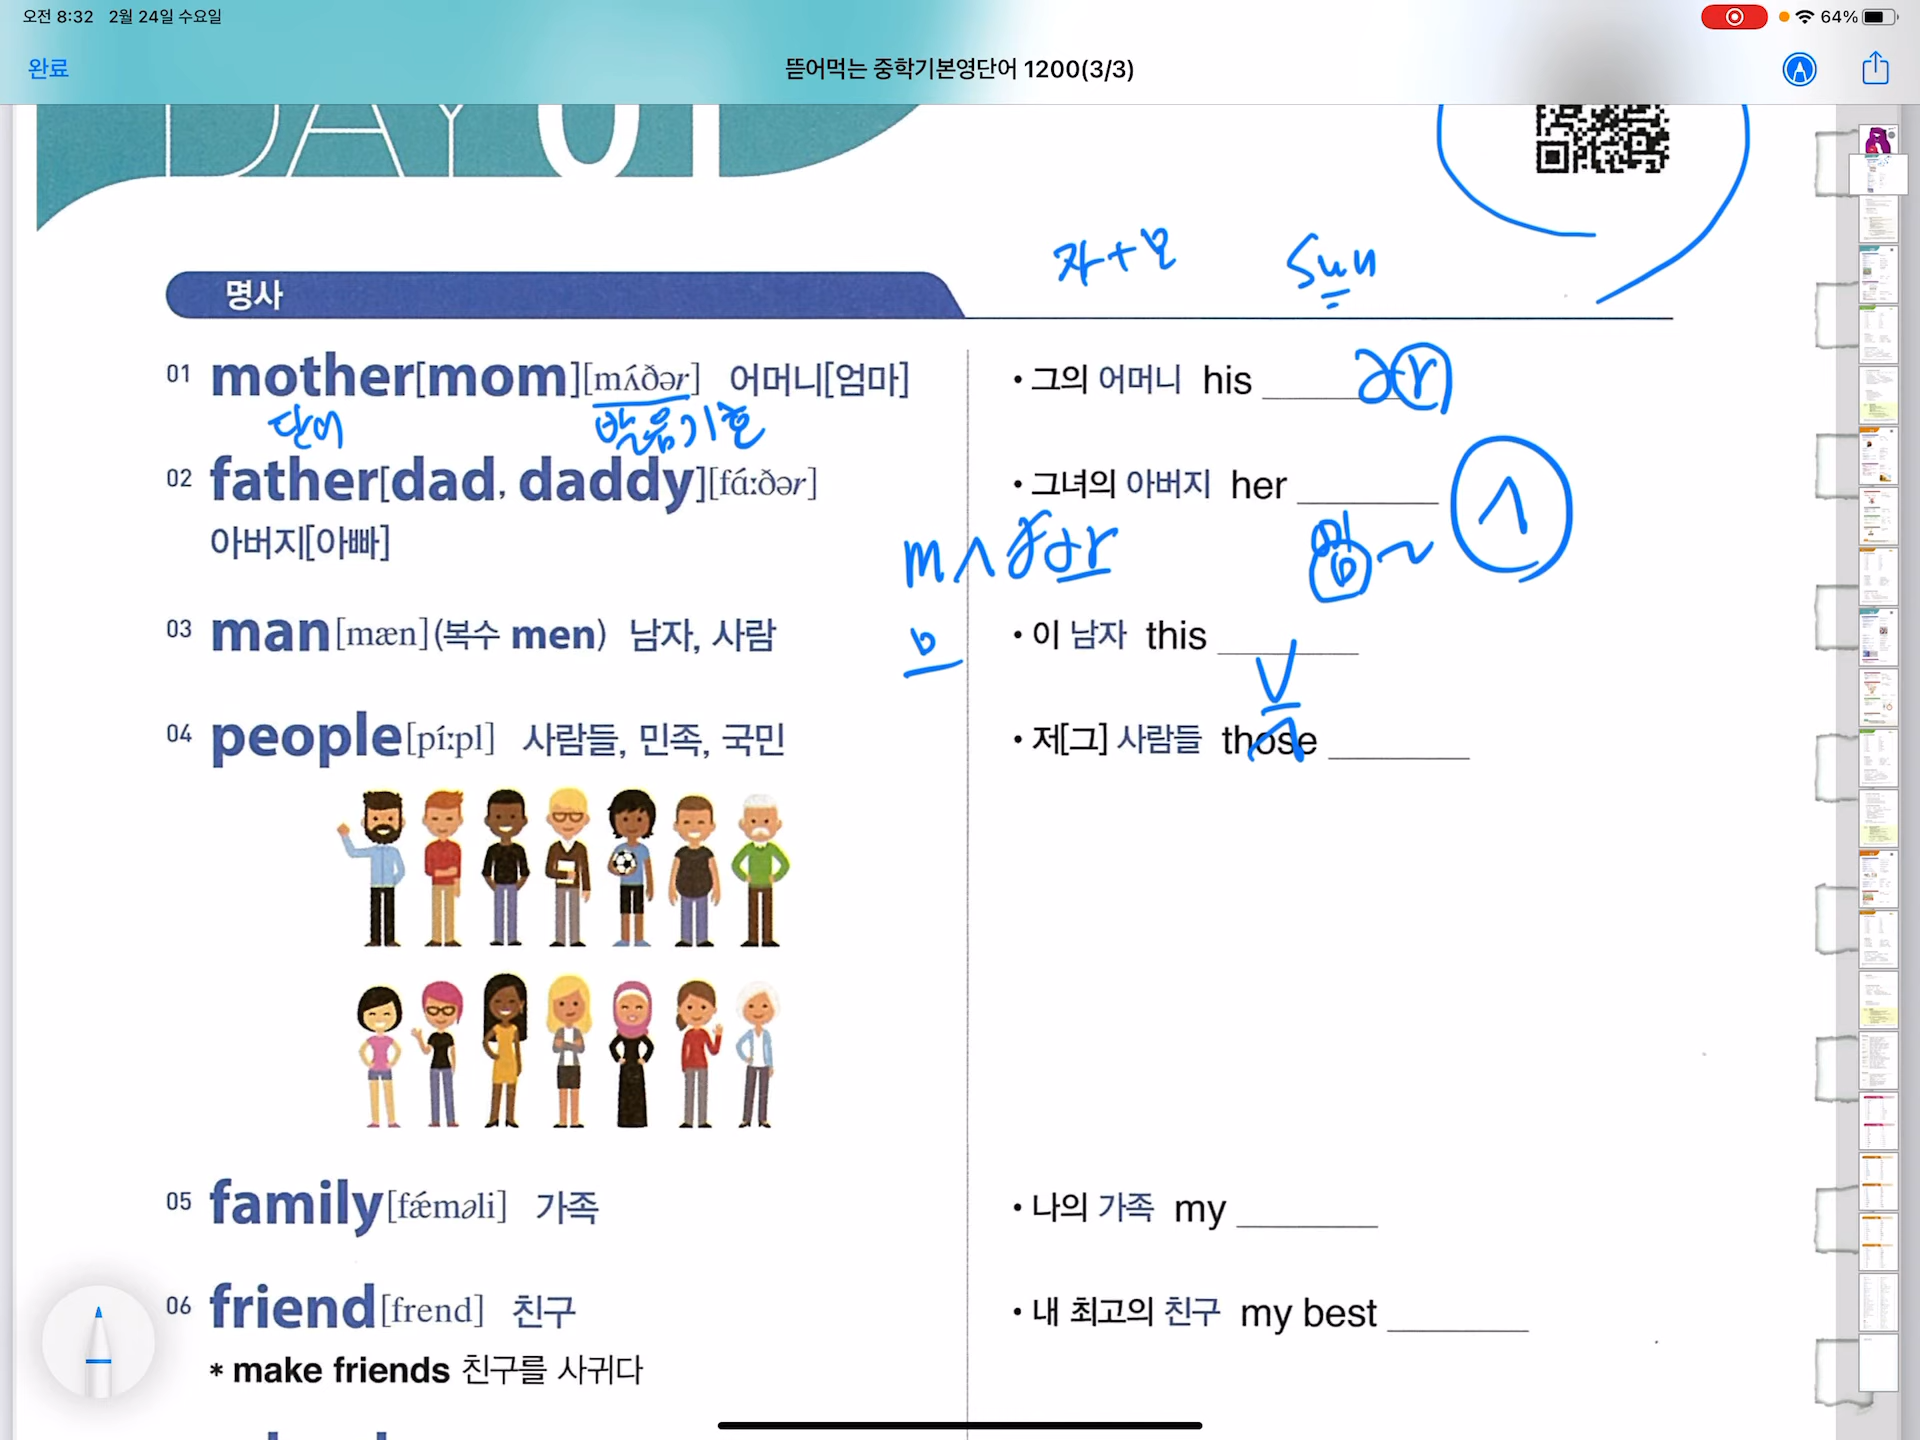 오전 8:32 2월 24일 수요일 64%
완료 뜯어먹는 중학기본영단어 1200(3/3)
DAY 01
자+모 Sun
명사
01 mother[mom][mʌ́ðər] 어머니[엄마] • 그의 어머니 his ər
단어 발음기호
02 father[dad, daddy][fɑ́ːðər] • 그녀의 아버지 her ʌ
아버지[아빠]
mʌðər
03 man[mæn](복수 men) 남자, 사람 • 이 남자 this
04 people[píːpl] 사람들, 민족, 국민 • 저[그] 사람들 those
05 family[fǽməli] 가족 • 나의 가족 my
06 friend[frend] 친구 • 내 최고의 친구 my best
* make friends 친구를 사귀다